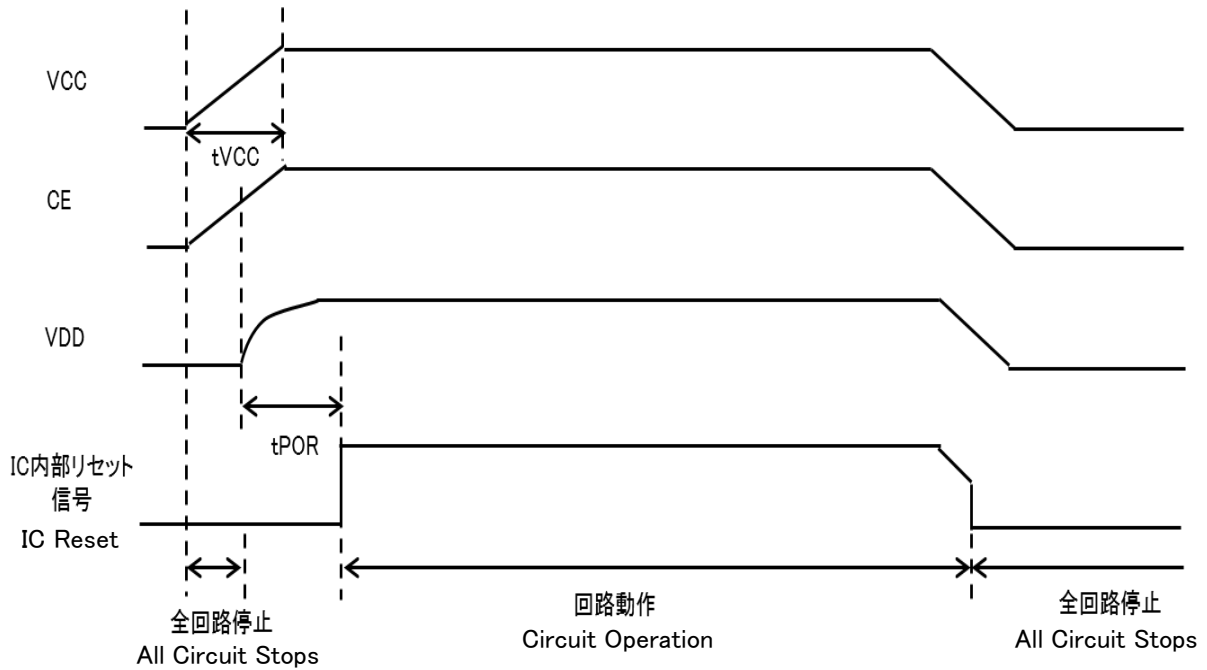 VCC
tVCC
CE
VDD
tPOR
IC内部リセット
信号
IC Reset
全回路停止
All Circuit Stops
回路動作
Circuit Operation
全回路停止
All Circuit Stops